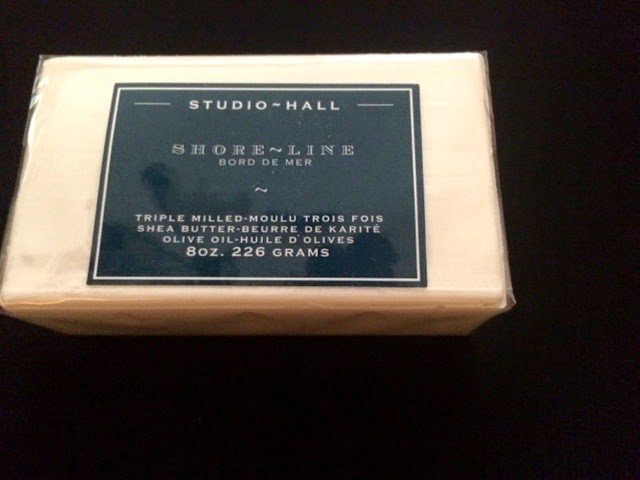 STUDIO~HALL
SHORE~LINE
BORD DE MER
~
TRIPLE MILLED-MOULU TROIS FOIS
SHEA BUTTER-BEURRE DE KARITÉ
OLIVE OIL-HUILE D'OLIVES
8OZ. 226 GRAMS